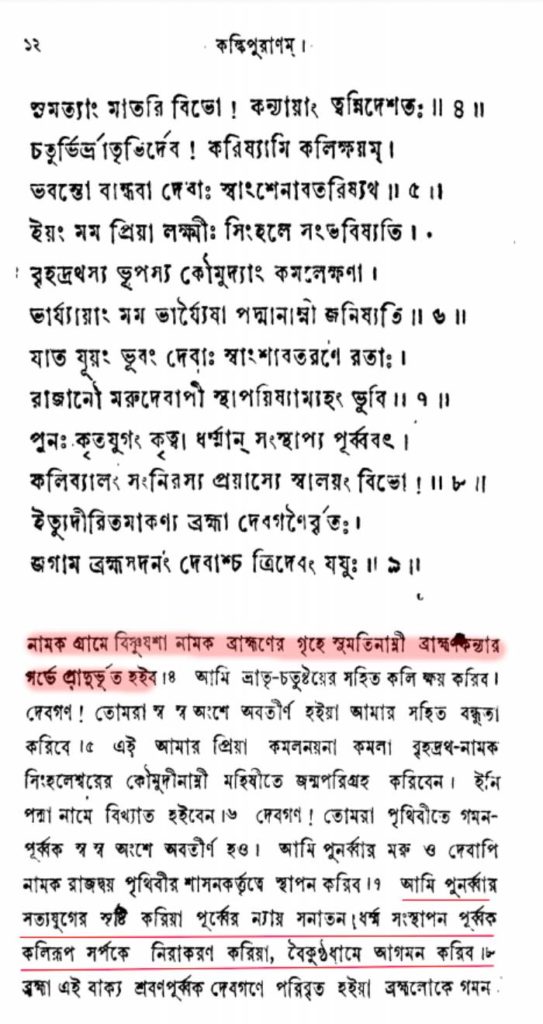 ১২
কল্কিপুরাণম্।
সুমত্যাং মাতরি বিভো ! কন্যায়াং ত্বন্নিদেশতঃ ॥ ৪ ॥
চতুর্ভির্ভ্রাতৃভির্দেব ! করিষ্যামি কলিক্ষয়ম্।
ভবন্তো বান্ধবা দেবাঃ স্বাংশেনাবতরিষ্যথ ॥ ৫ ॥
ইয়ং মম প্রিয়া লক্ষ্মীঃ সিংহলে সংভবিষ্যতি ।
বৃহদ্রথস্য ভূপস্য কৌমুদ্যাং কমলেক্ষণা ।
ভার্য্যায়াং মম ভার্য্যৈষা পদ্মানাম্নী জনিষ্যতি ॥ ৬ ॥
যাত যূয়ং ভুবং দেবাঃ স্বাংশাবতরণে রতাঃ ।
রাজানৌ মরুদেবাপী স্থাপয়িষ্যাম্যহং ভুবি ॥ ৭ ॥
পুনঃ কৃতযুগং কৃত্বা ধর্ম্মান্ সংস্থাপ্য পূর্ব্ববৎ ।
কলিব্যালং সংনিরস্য প্রয়াস্যে স্বালয়ং বিভো ! ॥ ৮ ॥
ইত্যুদীরিতমাকর্ণ্য ব্রহ্মা দেবগণৈর্বৃতঃ ।
জগাম ব্রহ্মসদনং দেবাশ্চ ত্রিদেবং যযুঃ ॥ ৯ ॥
নামক গ্রামে বিষ্ণুযশা নামক ব্রাহ্মণের গৃহে সুমতিনাম্নী ব্রাহ্মণকন্যার
গর্ভে প্রাদুর্ভূত হইব।৪ আমি ভ্রাতৃ-চতুষ্টয়ের সহিত কলি ক্ষয় করিব।
দেবগণ ! তোমরা স্ব স্ব অংশে অবতীর্ণ হইয়া আমার সহিত বন্ধুতা
করিবে।৫ এই আমার প্রিয়া কমলনয়না কমলা বৃহদ্রথ-নামক
সিংহলেশ্বরের কৌমুদীনাম্নী মহিষীতে জন্মপরিগ্রহ করিবেন। ইনি
পদ্মা নামে বিখ্যাত হইবেন।৬ দেবগণ ! তোমরা পৃথিবীতে গমন-
পূর্ব্বক স্ব স্ব অংশে অবতীর্ণ হও। আমি পুনর্ব্বার মরু ও দেবাপি
নামক রাজদ্বয় পৃথিবীর শাসনকর্তৃত্বে স্থাপন করিব।৭ আমি পুনর্ব্বার
সত্যযুগের সৃষ্টি করিয়া পূর্ব্বের ন্যায় সনাতন ধর্ম্ম সংস্থাপন পূর্ব্বক
কলিরূপ সর্পকে নিরাকরণ করিয়া, বৈকুণ্ঠধামে আগমন করিব।৮
ব্রহ্মা এই বাক্য শ্রবণপূর্ব্বক দেবগণে পরিবৃত হইয়া ব্রহ্মলোকে গমন